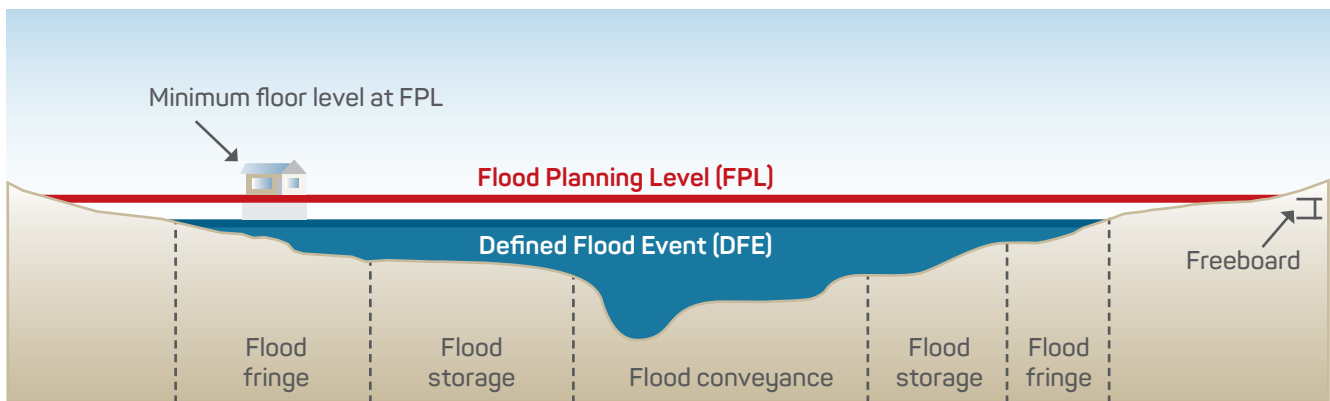 Minimum floor level at FPL
Flood Planning Level (FPL)
Defined Flood Event (DFE)
Freeboard
Flood
fringe
Flood
storage
Flood conveyance
Flood
storage
Flood
fringe